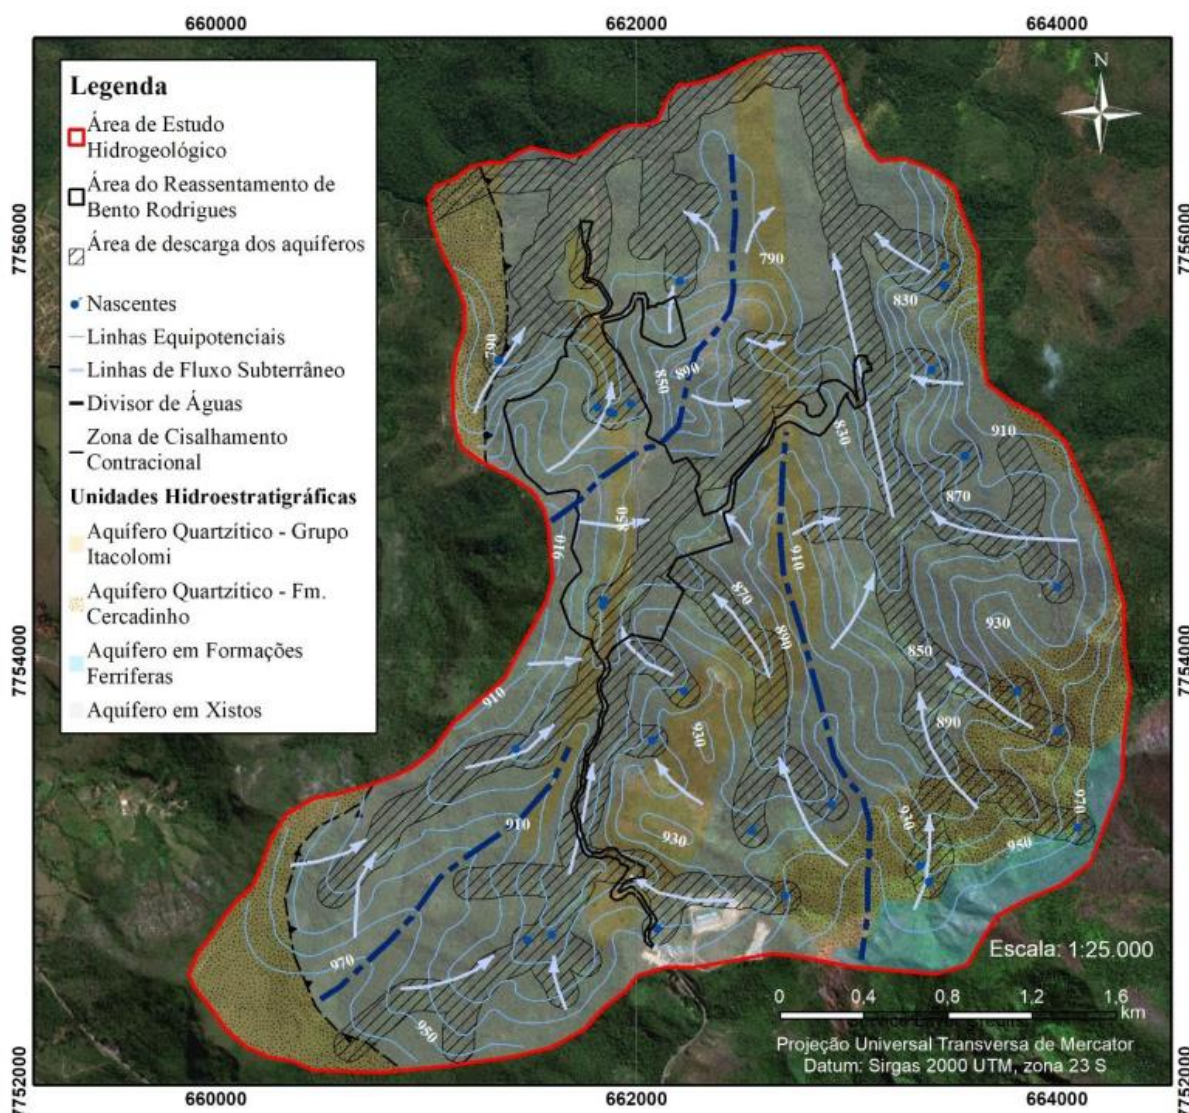 660000
662000
664000
N
Legenda
Área de Estudo
Hidrogeológico
Área do Reassentamento de
Bento Rodrigues
Área de descarga dos aquíferos
Nascentes
Linhas Equipotenciais
Linhas de Fluxo Subterrâneo
Divisor de Águas
Zona de Cisalhamento
Contracional
Unidades Hidroestratigráficas
Aquífero Quartzítico - Grupo
Itacolomi
Aquífero Quartzítico - Fm.
Cercadinho
Aquífero em Formações
Ferríferas
Aquífero em Xistos
7756000
7756000
7754000
7754000
7752000
7752000
790
830
790
850
890
830
910
870
850
910
910
870
890
930
850
910
890
930
970
930
930
910
950
970
950
Escala: 1:25.000
0 0,4 0,8 1,2 1,6
km
Projeção Universal Transversa de Mercator
Datum: Sirgas 2000 UTM, zona 23 S
660000
662000
664000